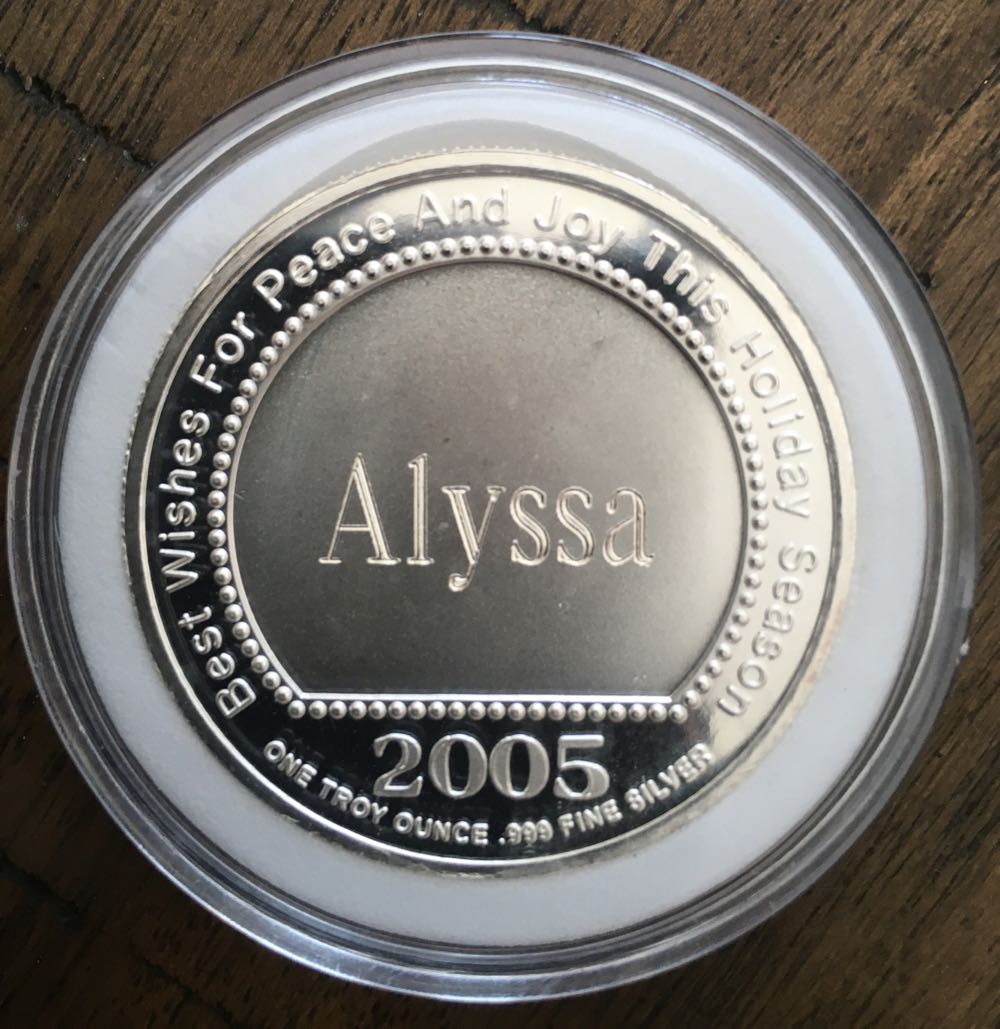 Best Wishes For Peace And Joy This Holiday Season
Alyssa
2005
ONE TROY OUNCE .999 FINE SILVER